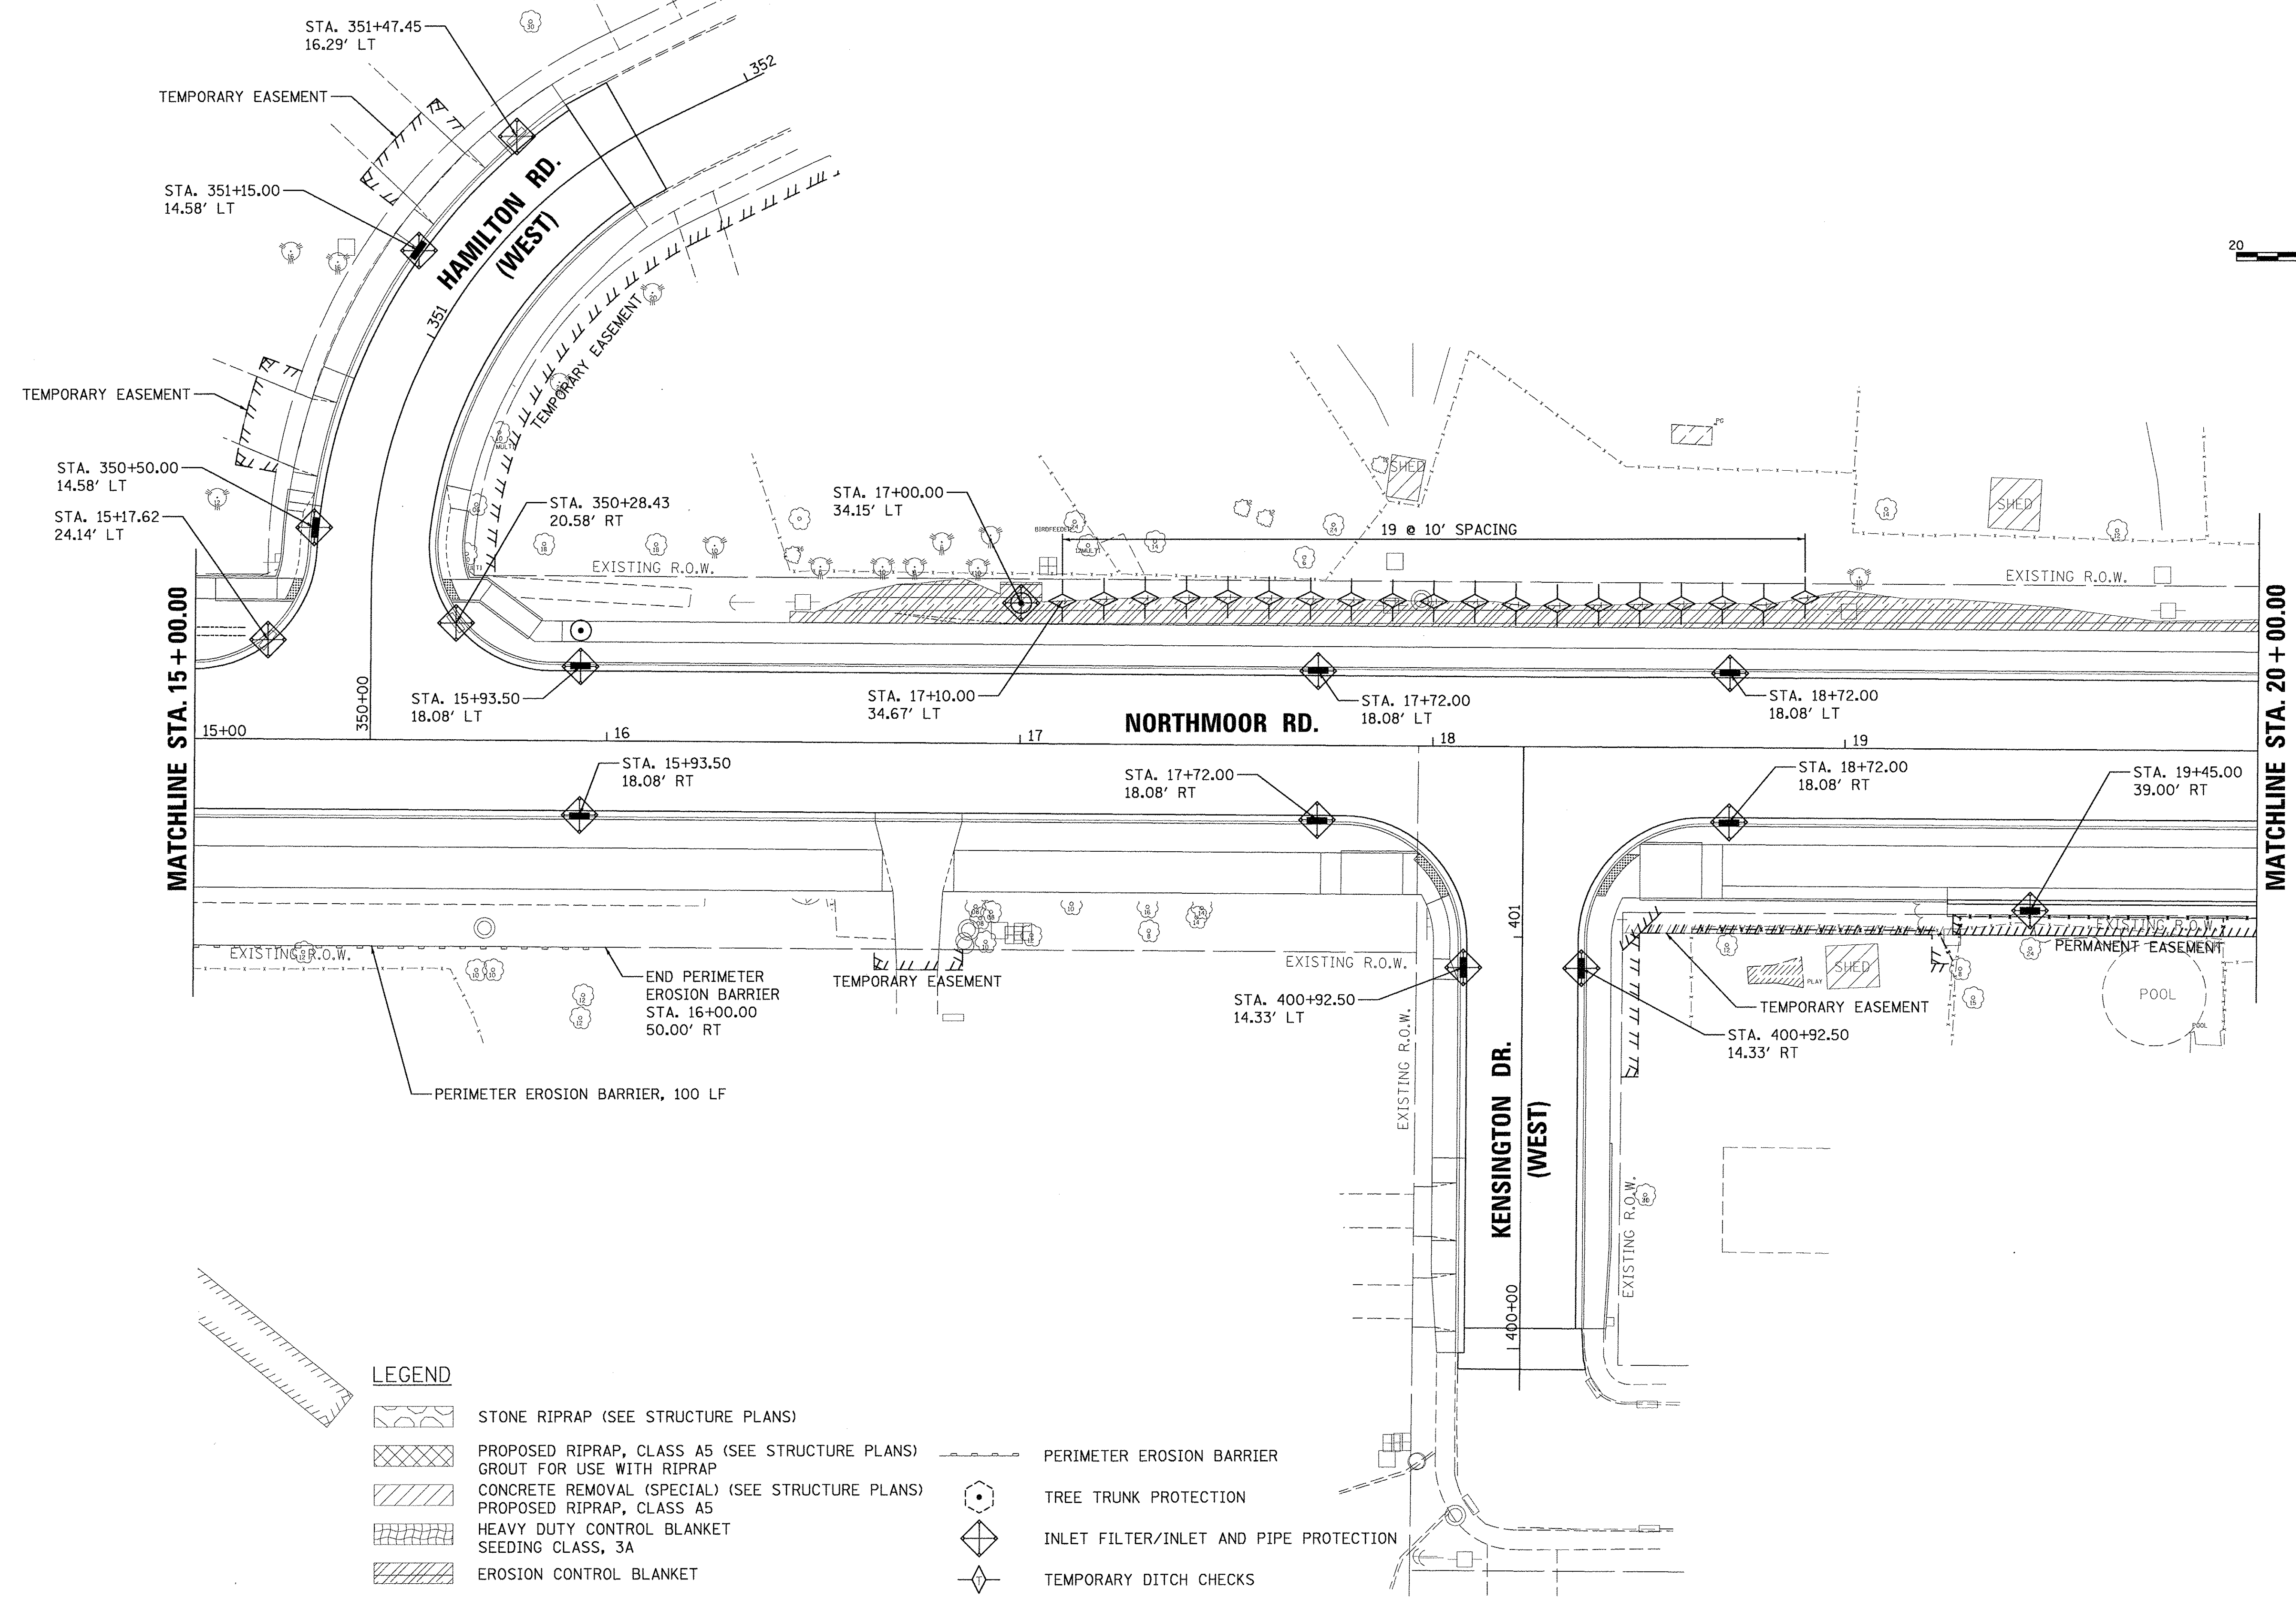 STA. 351+47.45
16.29' LT
352
TEMPORARY EASEMENT
STA. 351+15.00
14.58' LT
HAMILTON RD.
(WEST)
351
20
TEMPORARY EASEMENT
TEMPORARY EASEMENT
STA. 350+50.00
14.58' LT
STA. 15+17.62
24.14' LT
STA. 350+28.43
20.58' RT
STA. 17+00.00
34.15' LT
BIRDFEEDER
19 @ 10' SPACING
SHED
PG
SHED
EXISTING R.O.W.
EXISTING R.O.W.
MATCHLINE STA. 15 + 00.00
350+00
STA. 15+93.50
18.08' LT
STA. 17+10.00
34.67' LT
STA. 17+72.00
18.08' LT
STA. 18+72.00
18.08' LT
MATCHLINE STA. 20 + 00.00
NORTHMOOR RD.
15+00
16
17
18
19
STA. 15+93.50
18.08' RT
STA. 17+72.00
18.08' RT
STA. 18+72.00
18.08' RT
STA. 19+45.00
39.00' RT
401
EXISTING R.O.W.
EXISTING R.O.W.
EXISTING R.O.W.
PERMANENT EASEMENT
END PERIMETER
EROSION BARRIER
STA. 16+00.00
50.00' RT
TEMPORARY EASEMENT
STA. 400+92.50
14.33' LT
SHED
PLAY
TEMPORARY EASEMENT
POOL
POOL
STA. 400+92.50
14.33' RT
PERIMETER EROSION BARRIER, 100 LF
EXISTING R.O.W.
KENSINGTON DR.
(WEST)
EXISTING R.O.W.
400+00
LEGEND
STONE RIPRAP (SEE STRUCTURE PLANS)
PROPOSED RIPRAP, CLASS A5 (SEE STRUCTURE PLANS)
GROUT FOR USE WITH RIPRAP
CONCRETE REMOVAL (SPECIAL) (SEE STRUCTURE PLANS)
PROPOSED RIPRAP, CLASS A5
HEAVY DUTY CONTROL BLANKET
SEEDING CLASS, 3A
EROSION CONTROL BLANKET
PERIMETER EROSION BARRIER
TREE TRUNK PROTECTION
INLET FILTER/INLET AND PIPE PROTECTION
TEMPORARY DITCH CHECKS